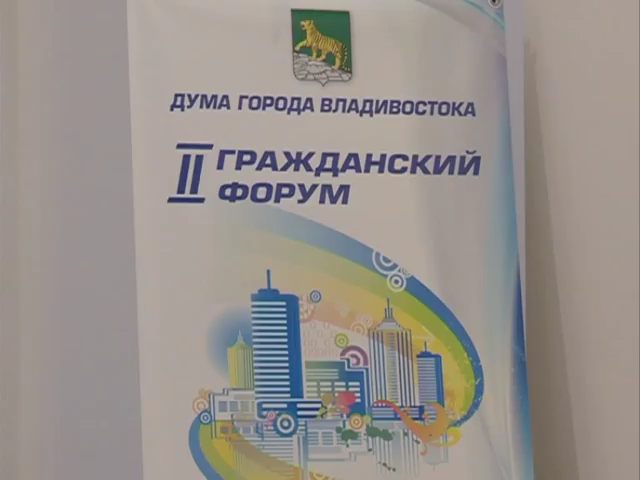 ДУМА ГОРОДА ВЛАДИВОСТОКА
II ГРАЖДАНСКИЙ
ФОРУМ